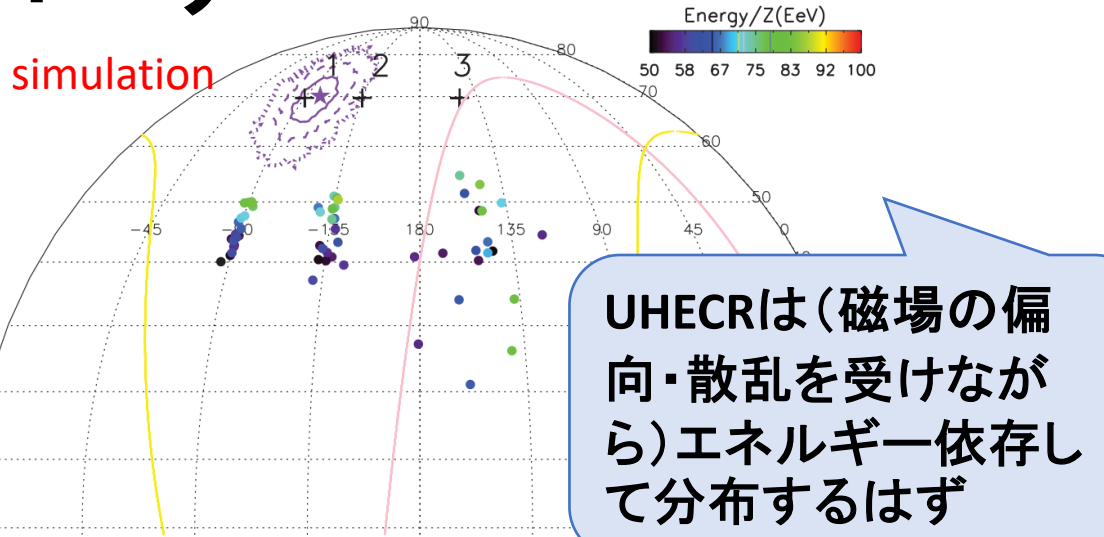 simulation
Energy/Z(EeV)
50 58 67 75 83 92 100
90
80
1 2 3
70
60
50
-45 -90 -135 180 135 90 45 0
UHECRは（磁場の偏
向・散乱を受けなが
ら）エネルギー依存し
て分布するはず